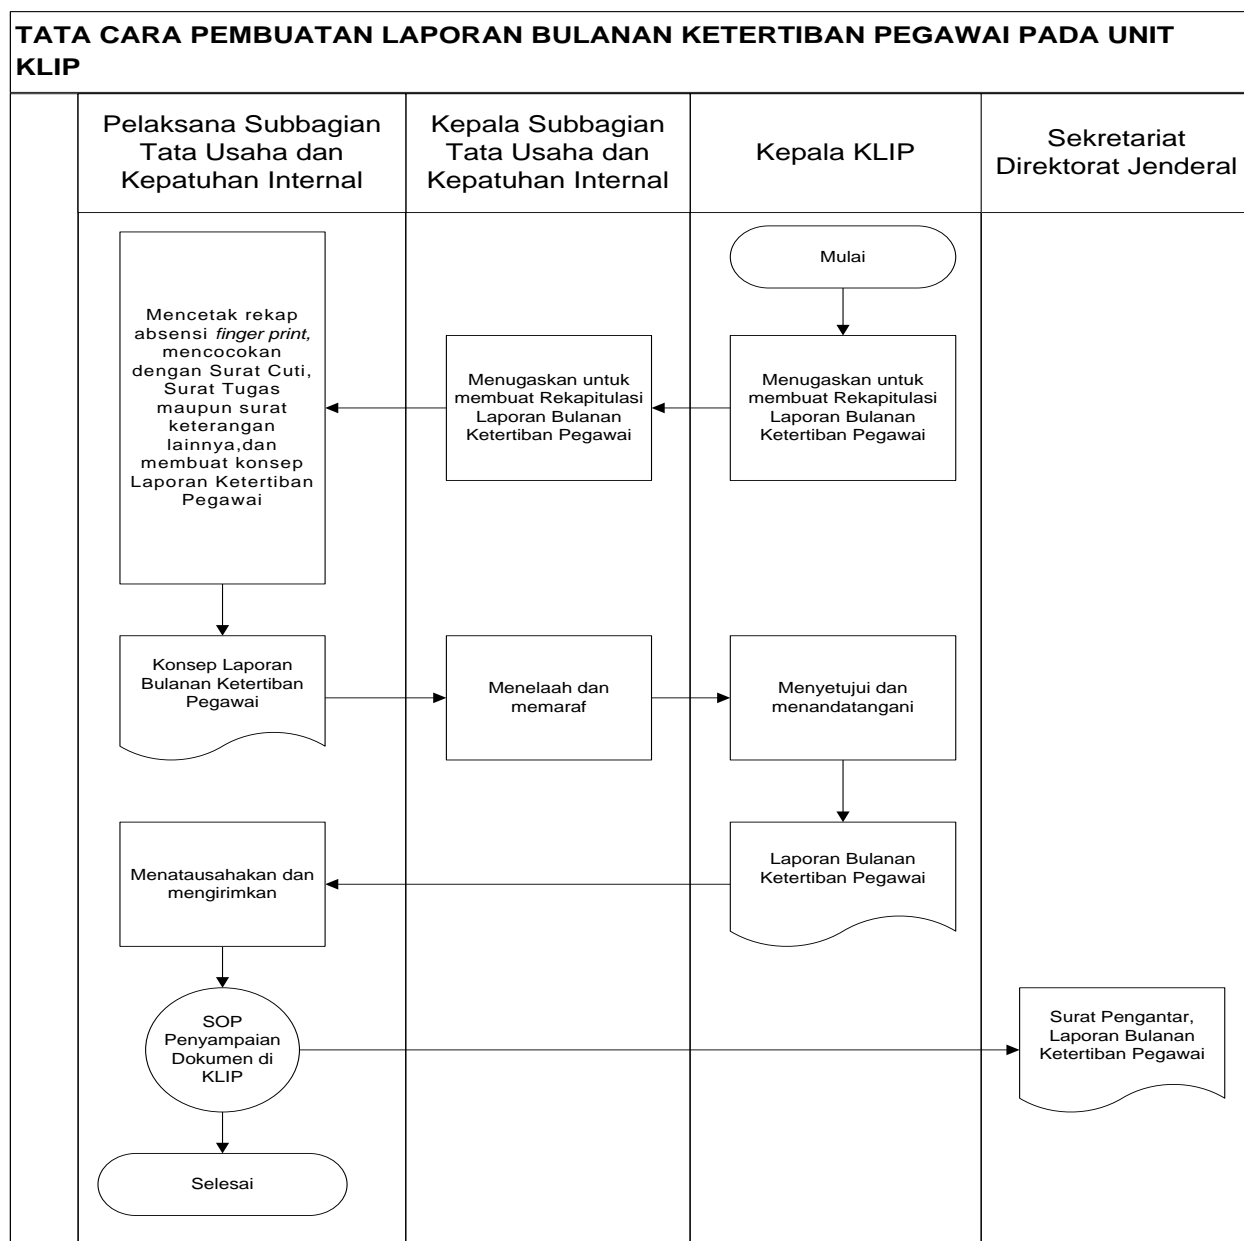 TATA CARA PEMBUATAN LAPORAN BULANAN KETERTIBAN PEGAWAI PADA UNIT
KLIP
Pelaksana Subbagian
Tata Usaha dan
Kepatuhan Internal
Kepala Subbagian
Tata Usaha dan
Kepatuhan Internal
Kepala KLIP
Sekretariat
Direktorat Jenderal
Mulai
Menugaskan untuk
membuat Rekapitulasi
Laporan Bulanan
Ketertiban Pegawai
Menugaskan untuk
membuat Rekapitulasi
Laporan Bulanan
Ketertiban Pegawai
Mencetak rekap
absensi finger print,
mencocokan
dengan Surat Cuti,
Surat Tugas
maupun surat
keterangan
lainnya,dan
membuat konsep
Laporan Ketertiban
Pegawai
Konsep Laporan
Bulanan Ketertiban
Pegawai
Menelaah dan
memaraf
Menyetujui dan
menandatangani
Laporan Bulanan
Ketertiban Pegawai
Menatausahakan dan
mengirimkan
SOP
Penyampaian
Dokumen di
KLIP
Surat Pengantar,
Laporan Bulanan
Ketertiban Pegawai
Selesai